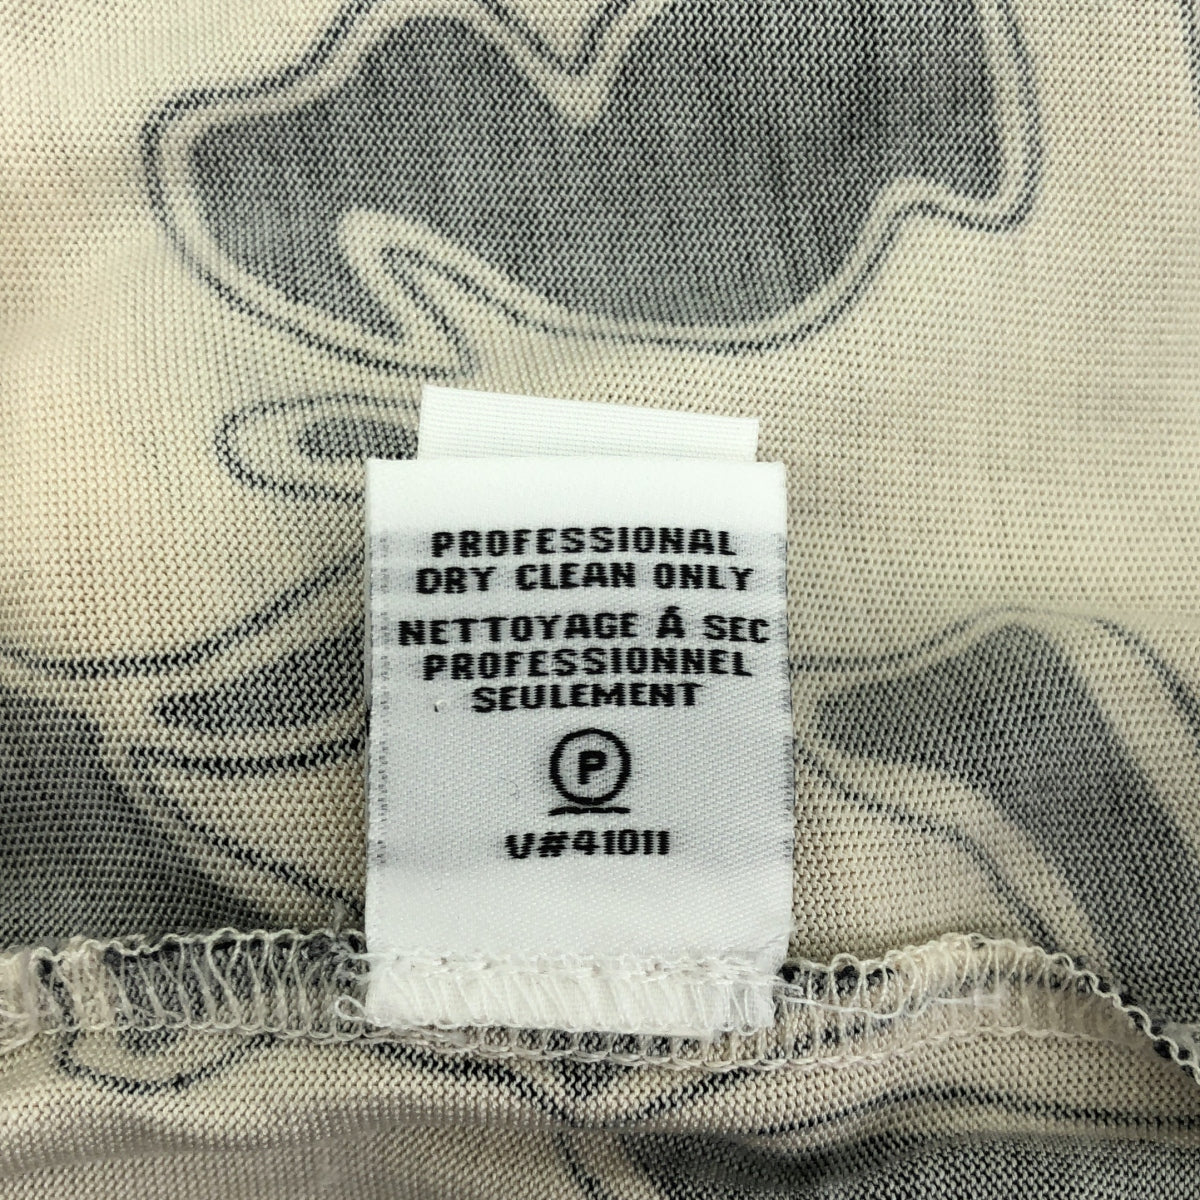 PROFESSIONAL
DRY CLEAN ONLY
NETTOYAGE Á SEC
PROFESSIONNEL
SEULEMENT
P
V#41011